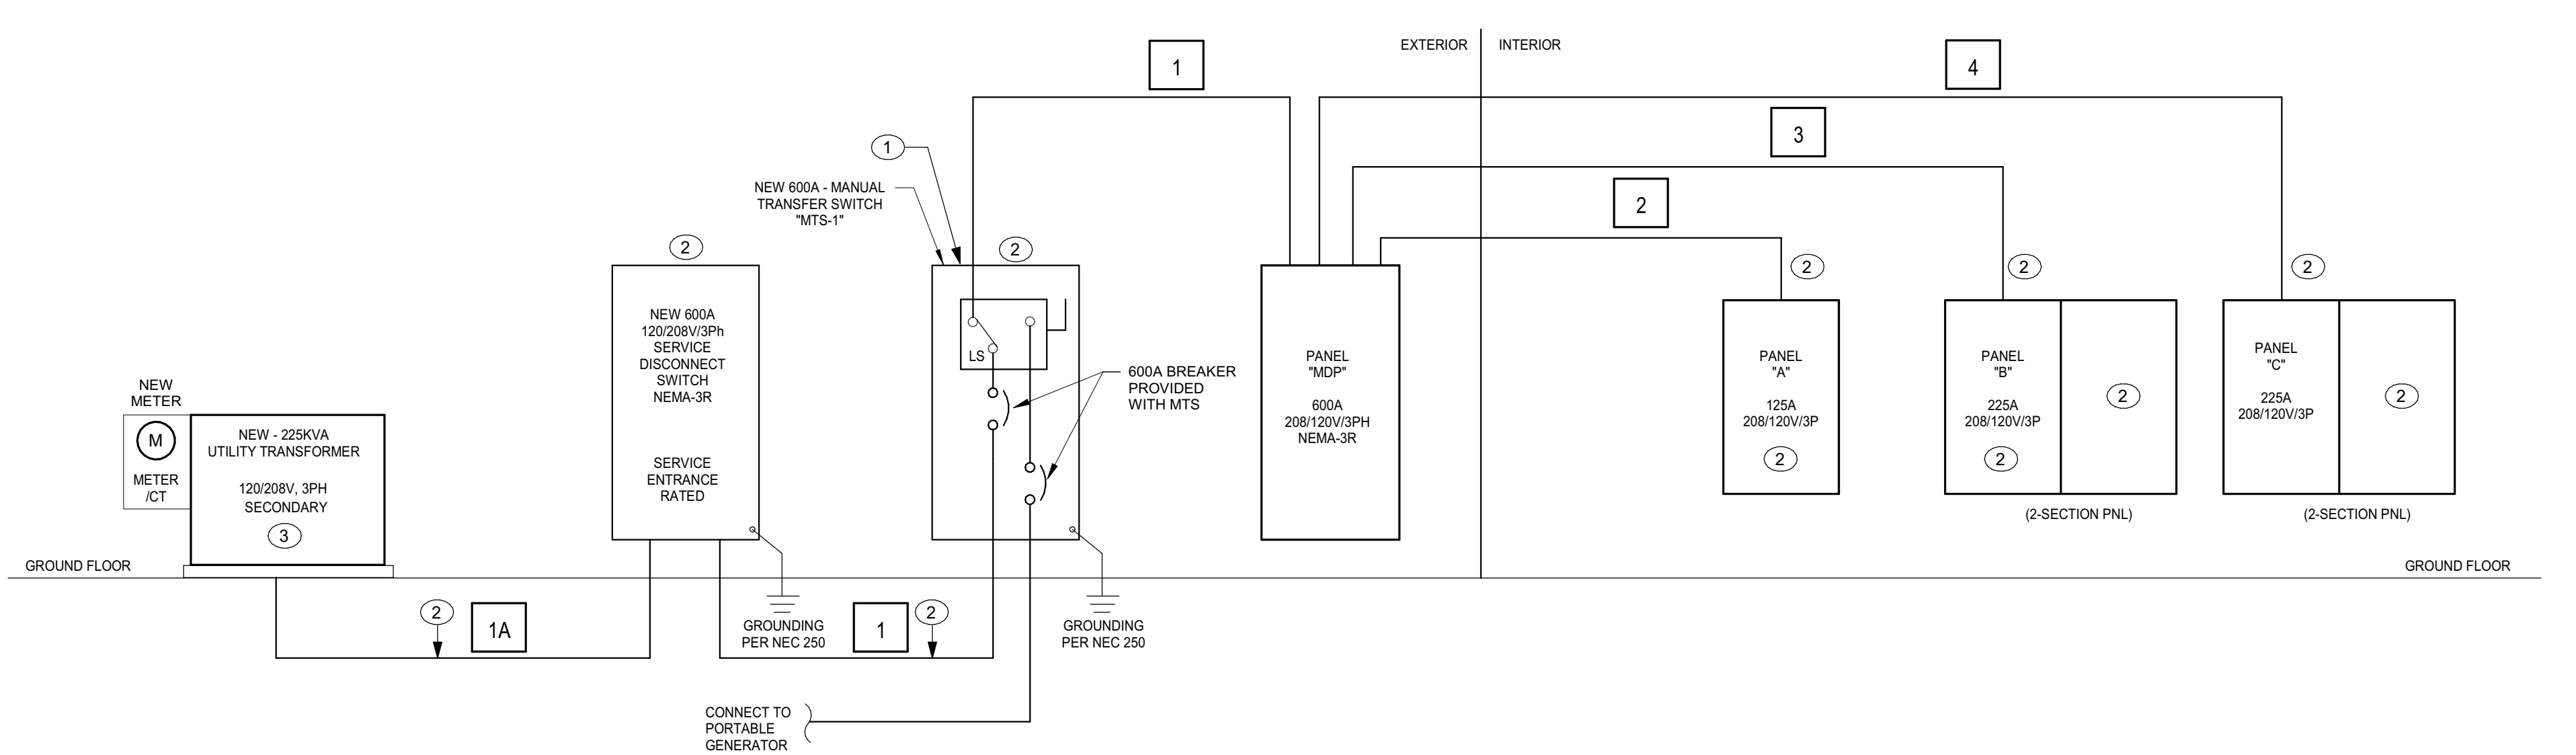 EXTERIOR
INTERIOR
1
4
3
2
1
NEW 600A - MANUAL
TRANSFER SWITCH
"MTS-1"
2
2
2
2
2
NEW 600A
120/208V/3Ph
SERVICE
DISCONNECT
SWITCH
NEMA-3R
SERVICE
ENTRANCE
RATED
LS
600A BREAKER
PROVIDED
WITH MTS
PANEL
"MDP"
600A
208/120V/3PH
NEMA-3R
PANEL
"A"
125A
208/120V/3P
2
PANEL
"B"
225A
208/120V/3P
2
2
(2-SECTION PNL)
PANEL
"C"
225A
208/120V/3P
2
(2-SECTION PNL)
NEW
METER
M
METER
/CT
NEW - 225KVA
UTILITY TRANSFORMER
120/208V, 3PH
SECONDARY
3
GROUND FLOOR
GROUND FLOOR
2
1A
GROUNDING
PER NEC 250
1
2
GROUNDING
PER NEC 250
CONNECT TO
PORTABLE
GENERATOR